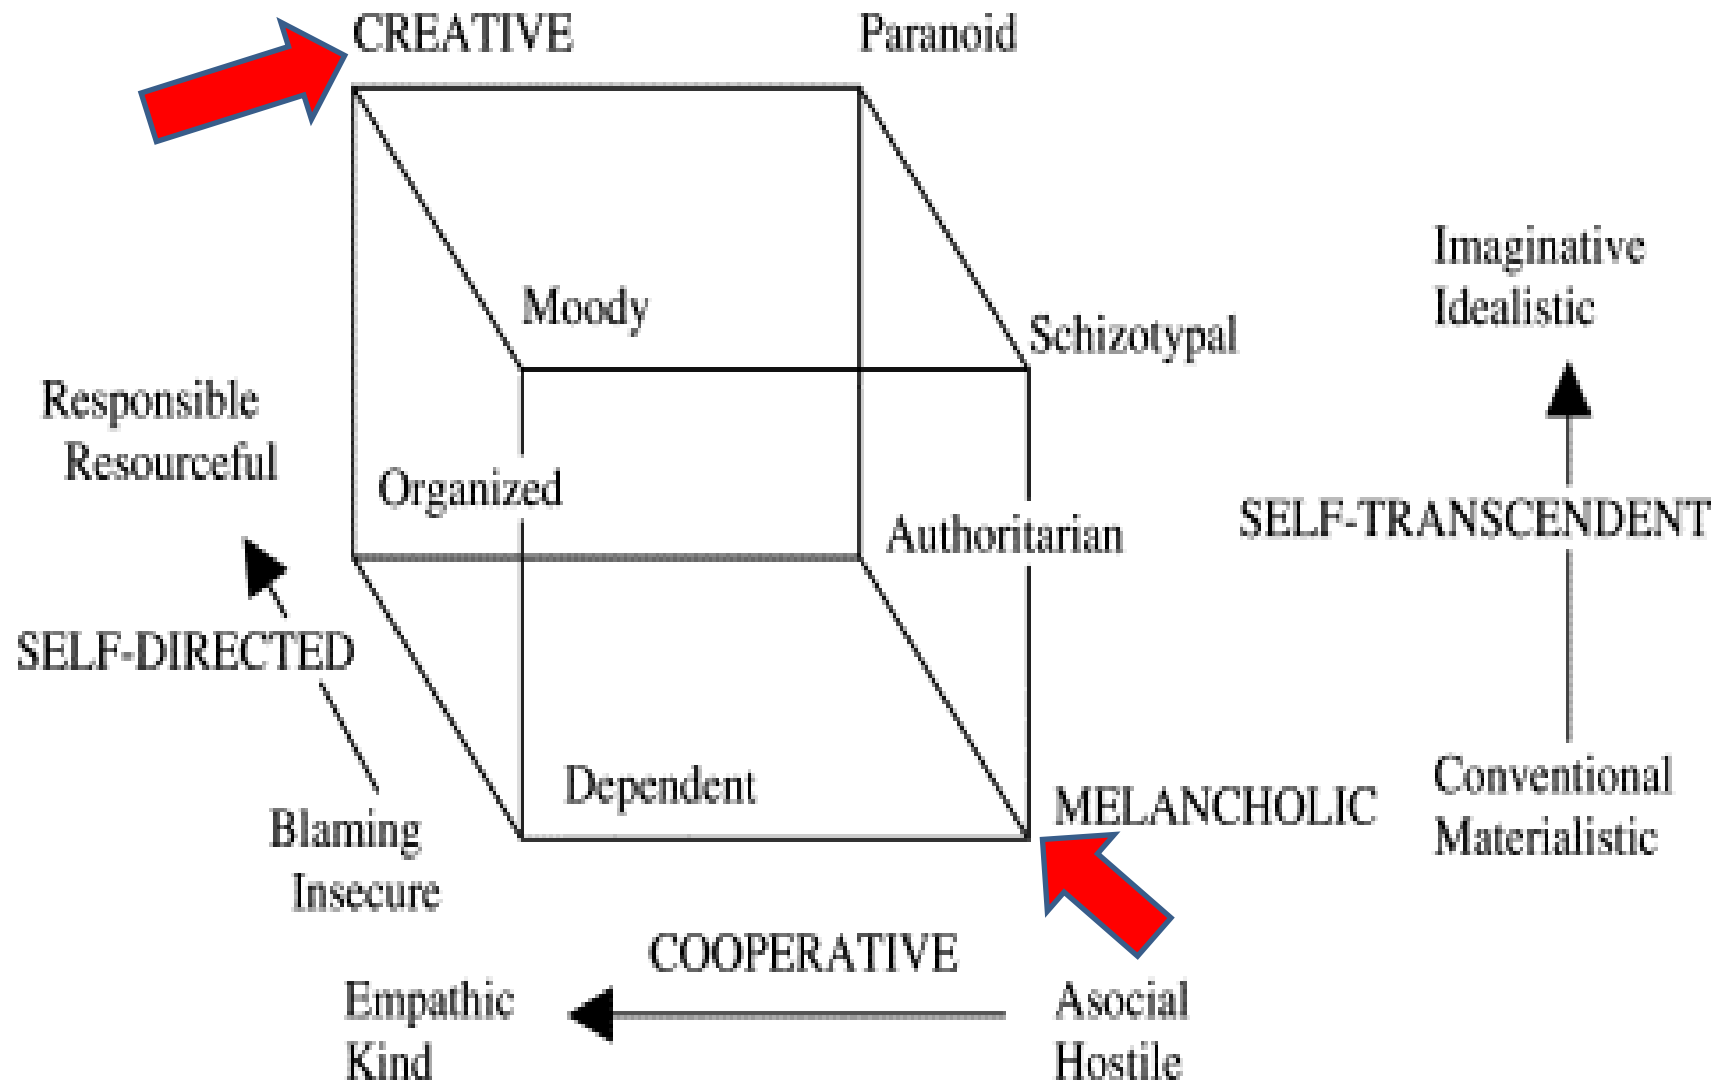 CREATIVE
Paranoid
Imaginative
Idealistic
Moody
Schizotypal
Responsible
Resourceful
Organized
Authoritarian
SELF-TRANSCENDENT
SELF-DIRECTED
Dependent
MELANCHOLIC
Conventional
Materialistic
Blaming
Insecure
COOPERATIVE
Empathic
Kind
Asocial
Hostile